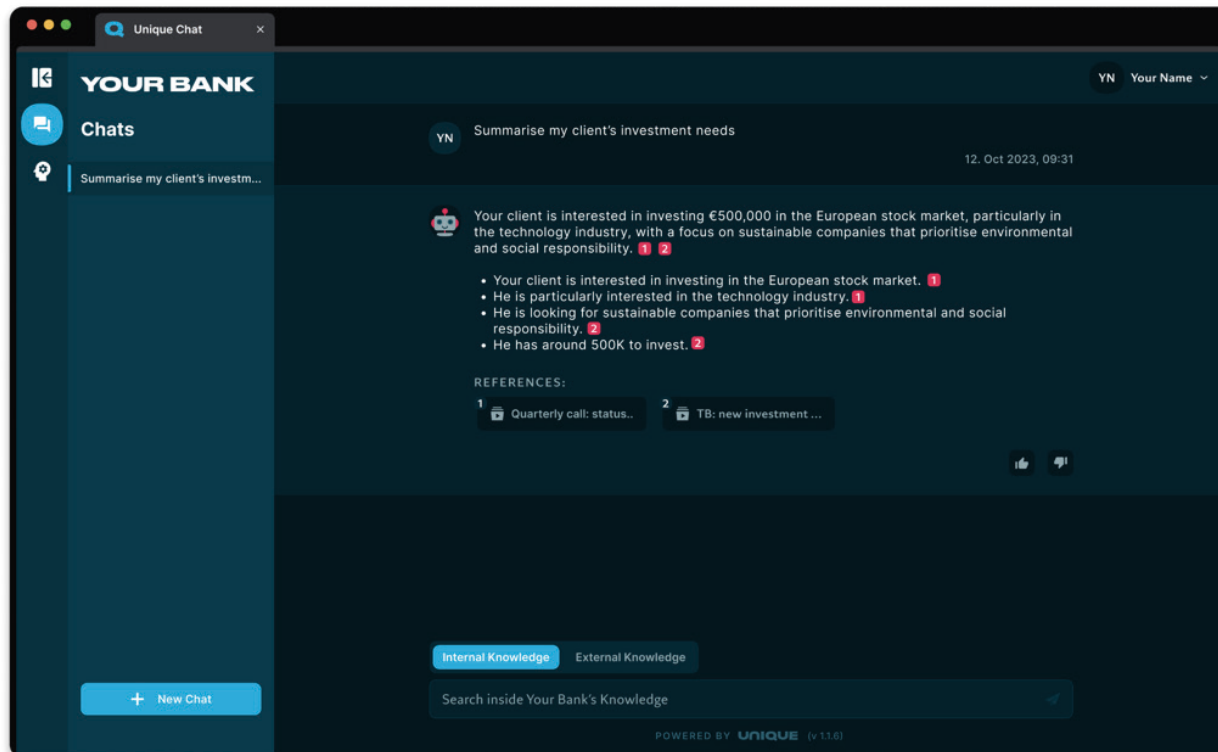 Unique Chat
YOUR BANK
Chats
Summarise my client's investm...
New Chat
YN Your Name
YN
Summarise my client's investment needs
12. Oct 2023, 09:31
Your client is interested in investing €500,000 in the European stock market, particularly in
the technology industry, with a focus on sustainable companies that prioritise environmental
and social responsibility. 1 2
• Your client is interested in investing in the European stock market. 1
• He is particularly interested in the technology industry. 1
• He is looking for sustainable companies that prioritise environmental and social
responsibility. 2
• He has around 500K to invest. 2
REFERENCES:
1 Quarterly call: status.. 2 TB: new investment ...
Internal Knowledge External Knowledge
Search inside Your Bank's Knowledge
POWERED BY UNIQUE (v 1.1.6)